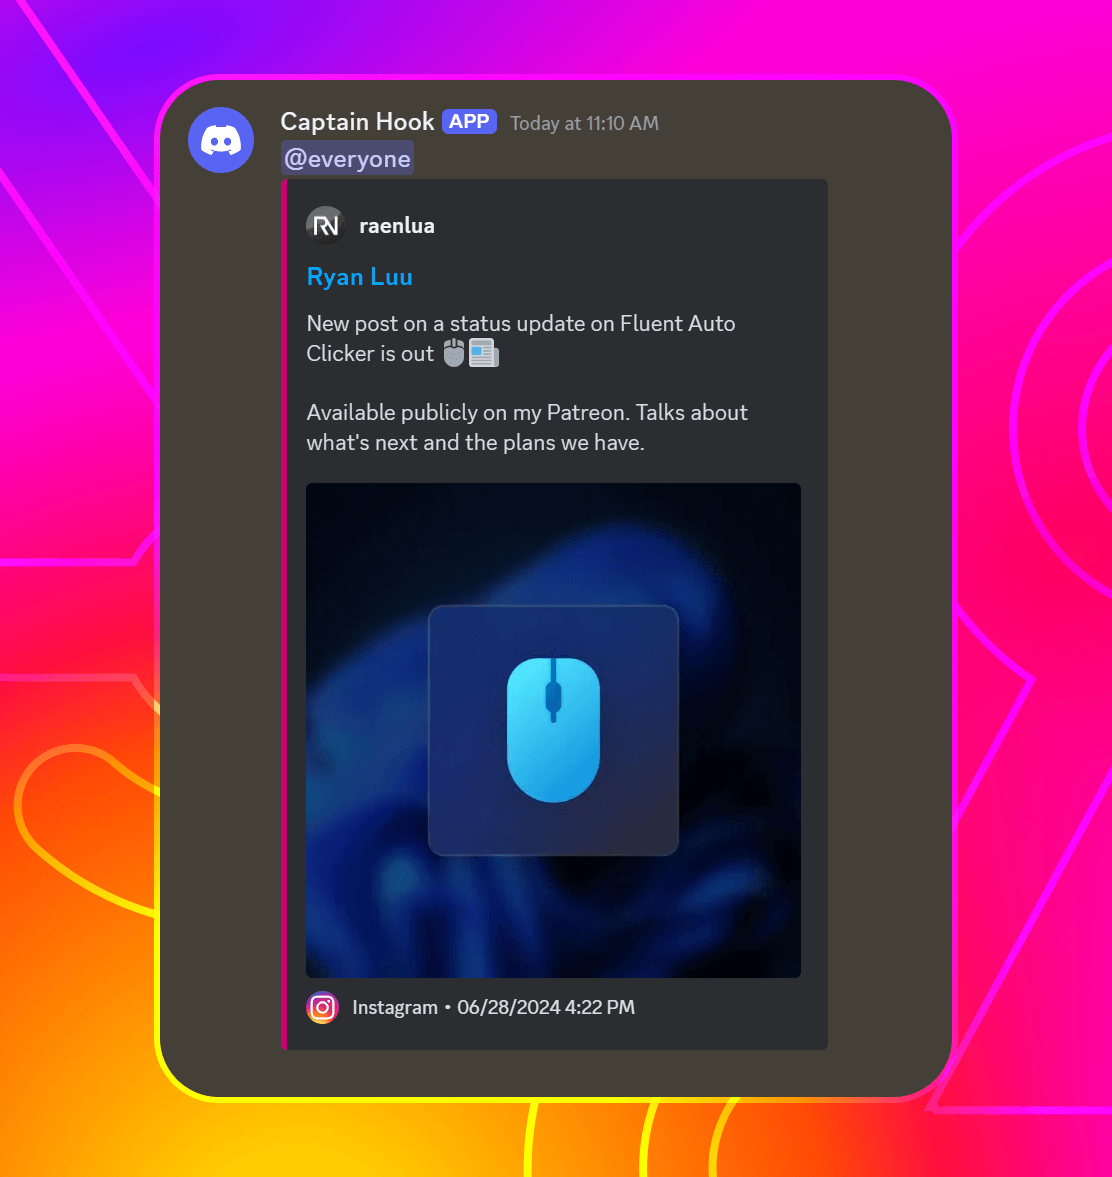 Captain Hook APP Today at 11:10 AM
@everyone
RN raenlua
Ryan Luu
New post on a status update on Fluent Auto
Clicker is out 🖱️📰
Available publicly on my Patreon. Talks about
what's next and the plans we have.
Instagram • 06/28/2024 4:22 PM